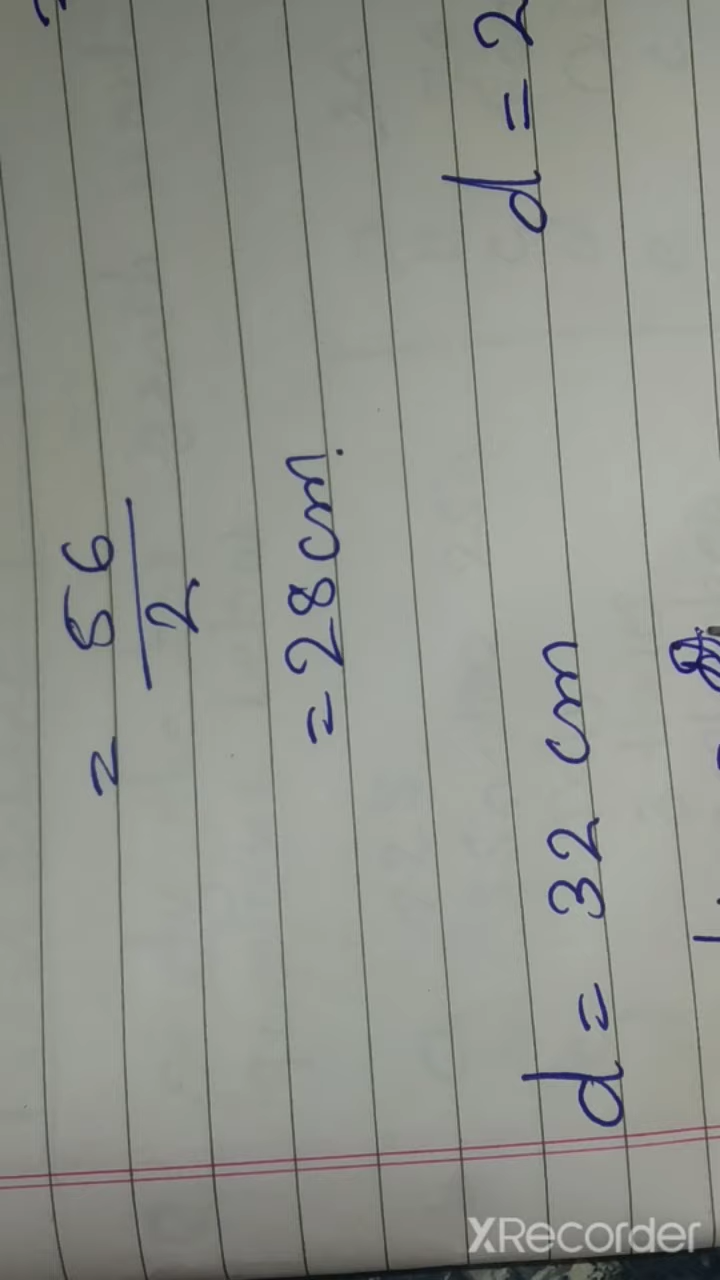 = 56
2
= 28 cm.
d = 32 cm d = 2
XRecorder